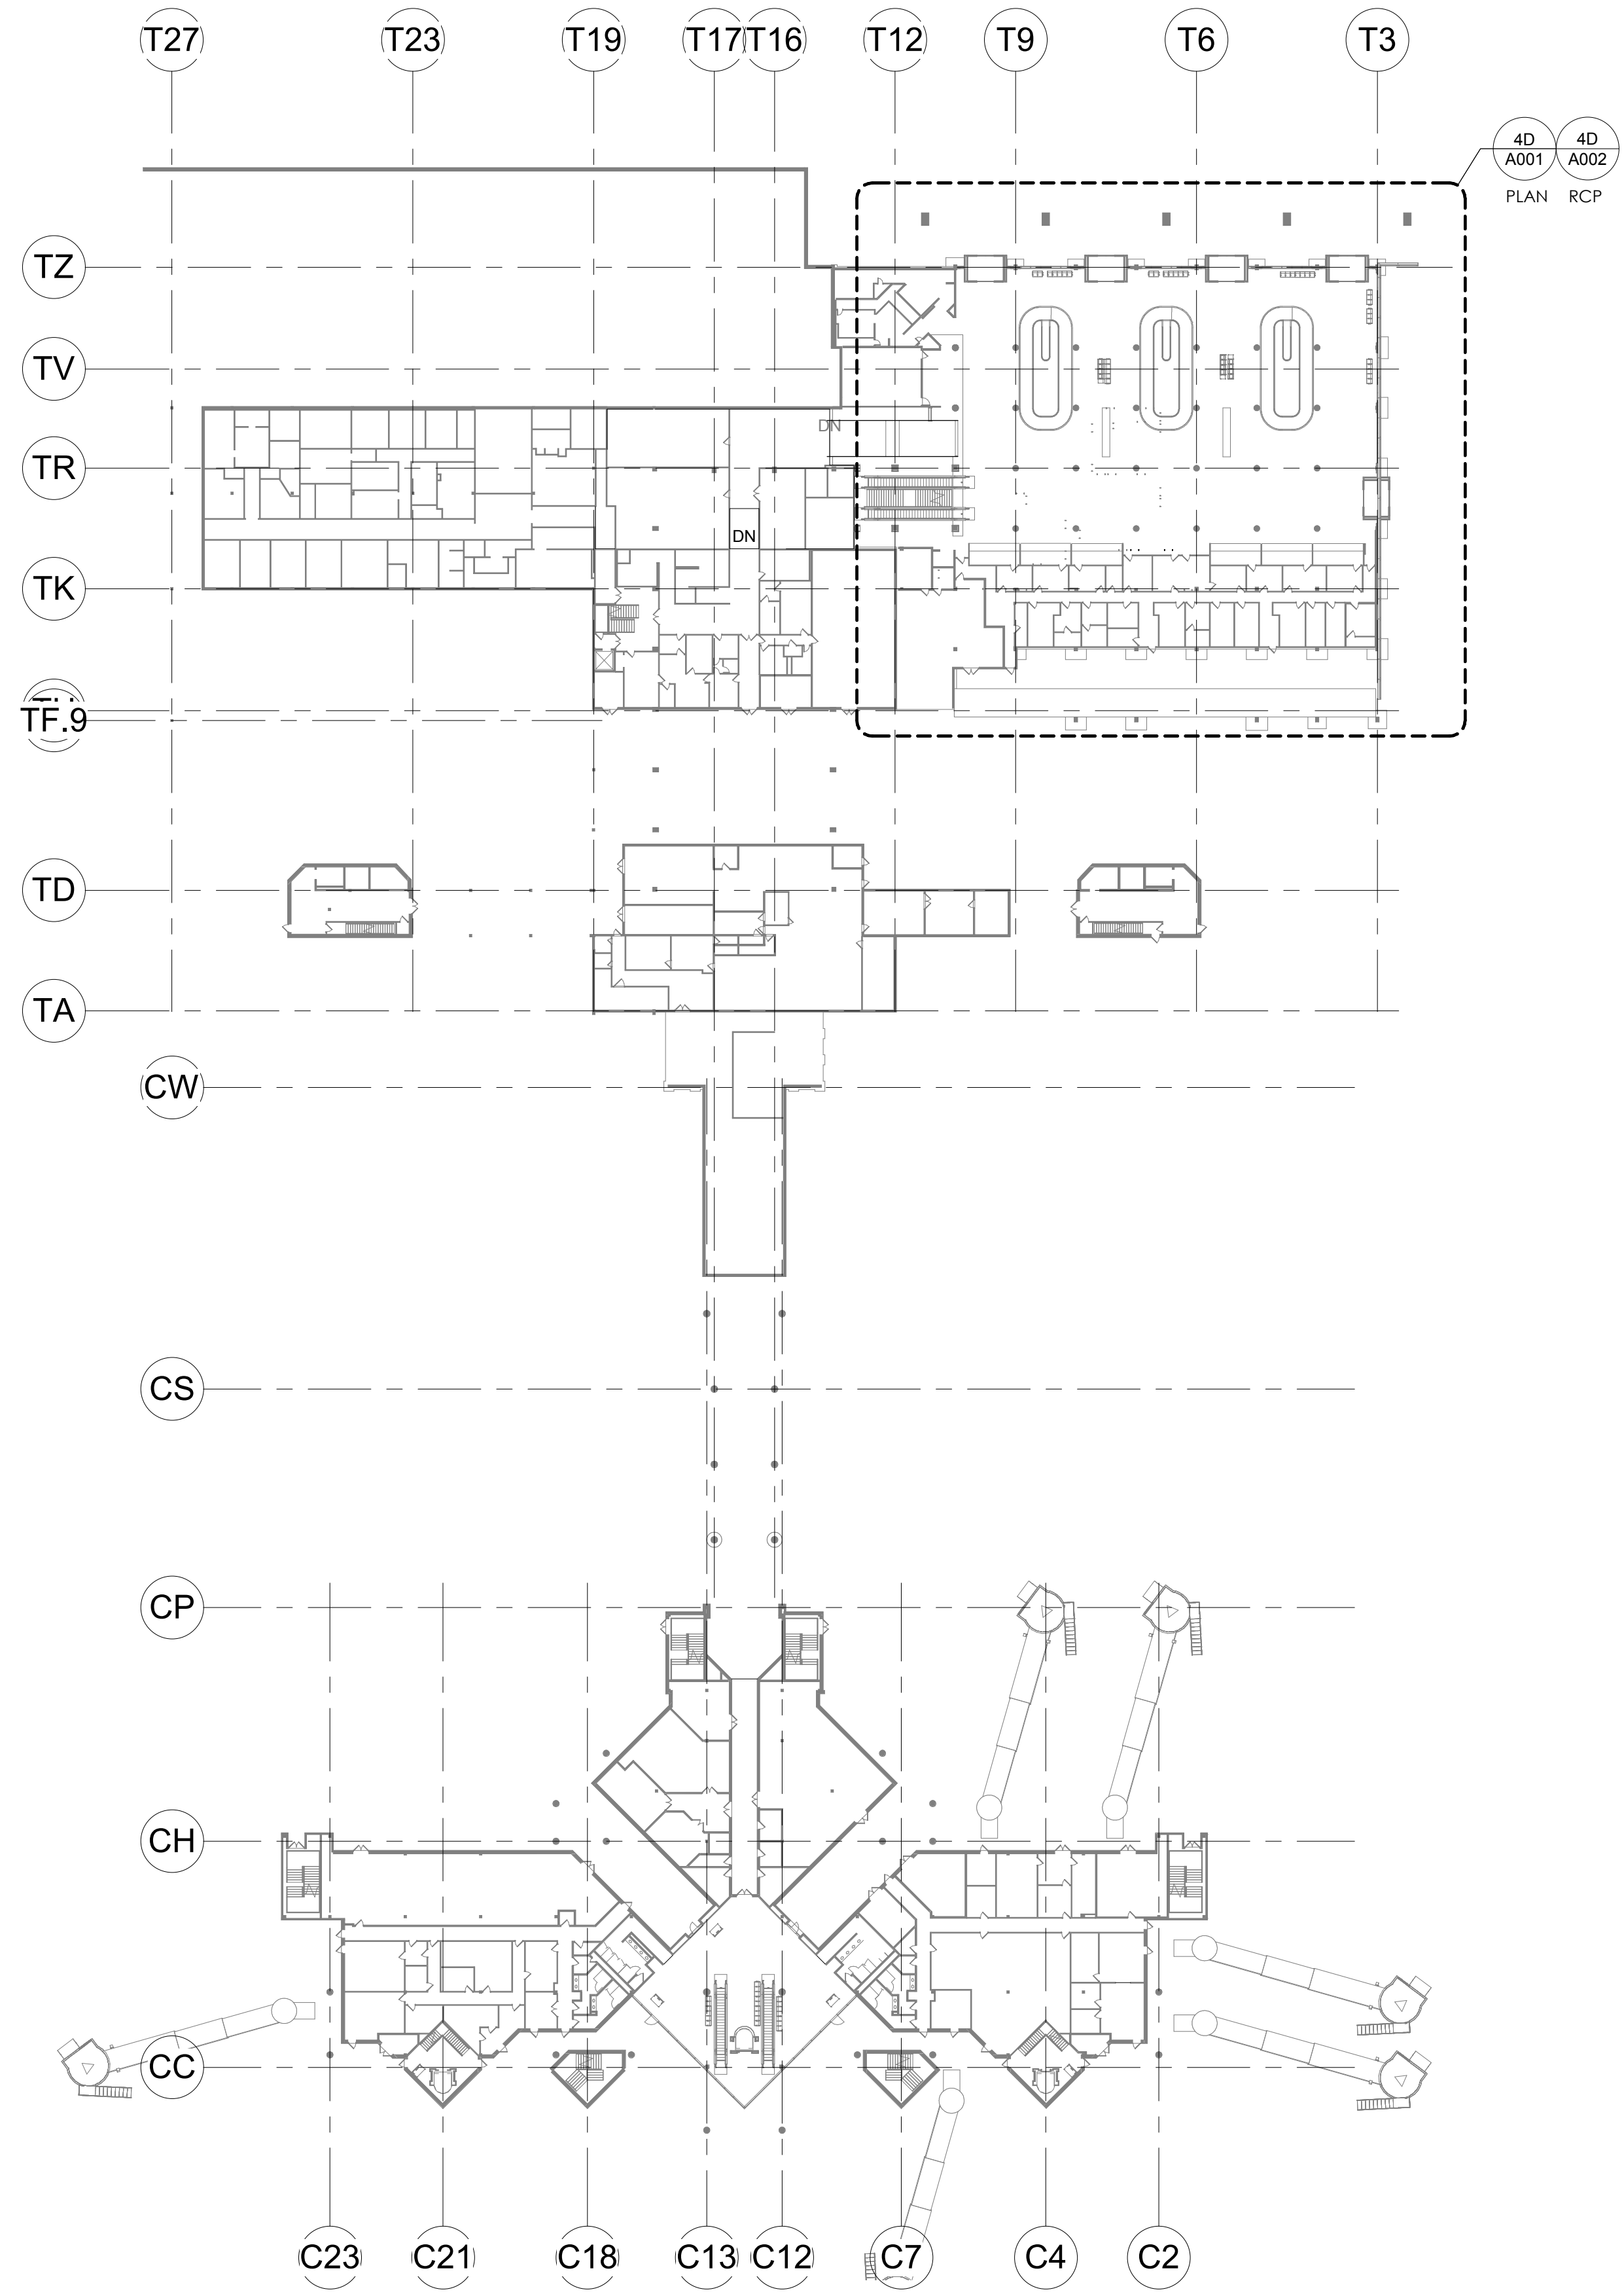 T27 T23 T19 T17 T16 T12 T9 T6 T3
4D 4D
A001 A002
PLAN RCP
TZ
TV
DN
TR
DN
TK
TF.9
TD
TA
CW
CS
CP
CH
CC
C23 C21 C18 C13 C12 C7 C4 C2